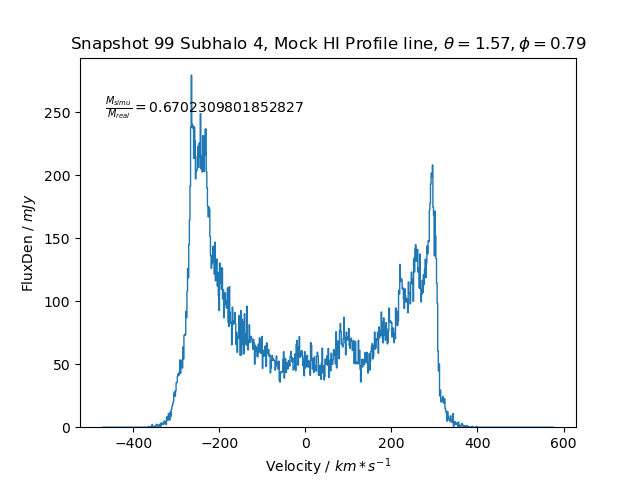 Snapshot 99 Subhalo 4, Mock HI Profile line, θ = 1.57, ϕ = 0.79
M_simu/M_real = 0.6702309801852827
FluxDen / mJy
250
200
150
100
50
0
−400 −200 0 200 400 600
Velocity / km * s⁻¹